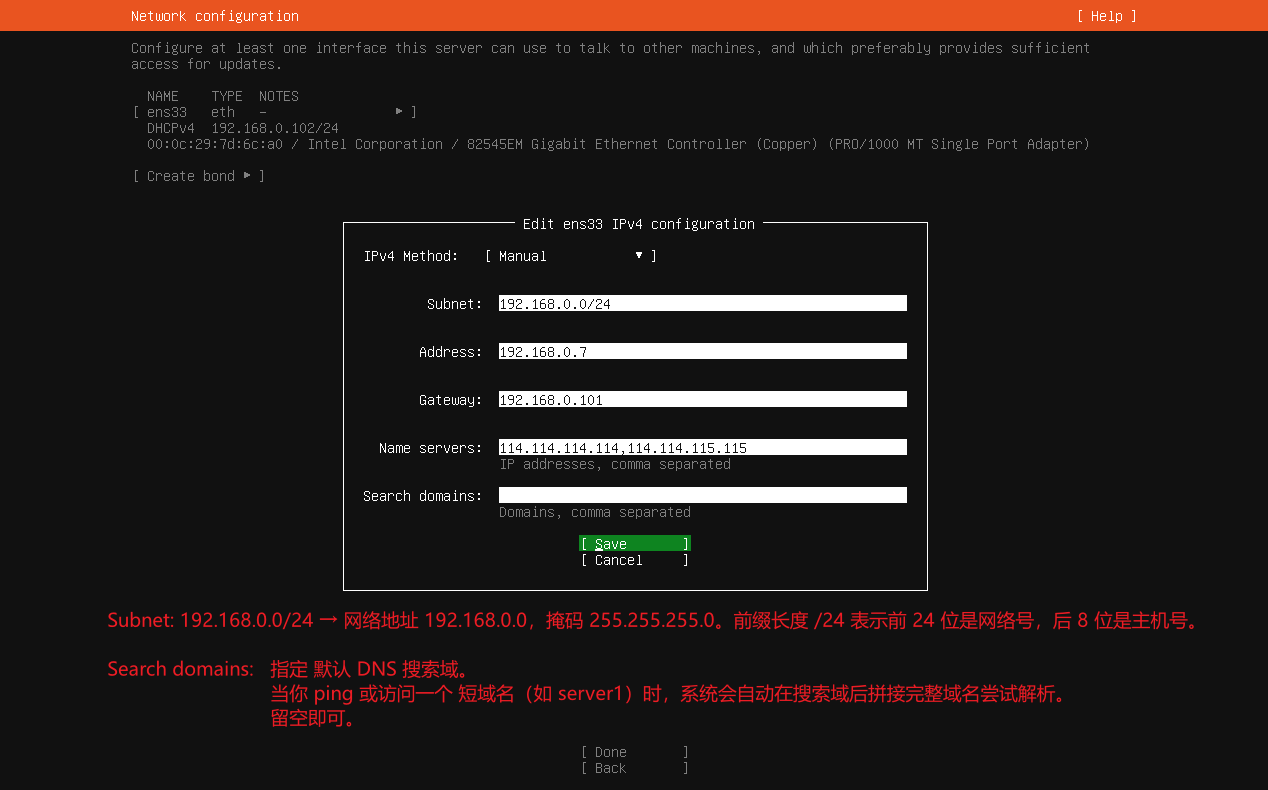 Network configuration [ Help ]
Configure at least one interface this server can use to talk to other machines, and which preferably provides sufficient
access for updates.
NAME TYPE NOTES
[ ens33 eth - ▸ ]
DHCPv4 192.168.0.102/24
00:0c:29:7d:6c:a0 / Intel Corporation / 82545EM Gigabit Ethernet Controller (Copper) (PRO/1000 MT Single Port Adapter)
[ Create bond ▸ ]
Edit ens33 IPv4 configuration
IPv4 Method: [ Manual ▾ ]
Subnet: 192.168.0.0/24
Address: 192.168.0.7
Gateway: 192.168.0.101
Name servers: 114.114.114.114,114.114.115.115
IP addresses, comma separated
Search domains:
Domains, comma separated
[ Save ]
[ Cancel ]
Subnet: 192.168.0.0/24 → 网络地址 192.168.0.0，掩码 255.255.255.0。前缀长度 /24 表示前 24 位是网络号，后 8 位是主机号。
Search domains: 指定 默认 DNS 搜索域。
当你 ping 或访问一个 短域名（如 server1）时，系统会自动在搜索域后拼接完整域名尝试解析。
留空即可。
[ Done ]
[ Back ]